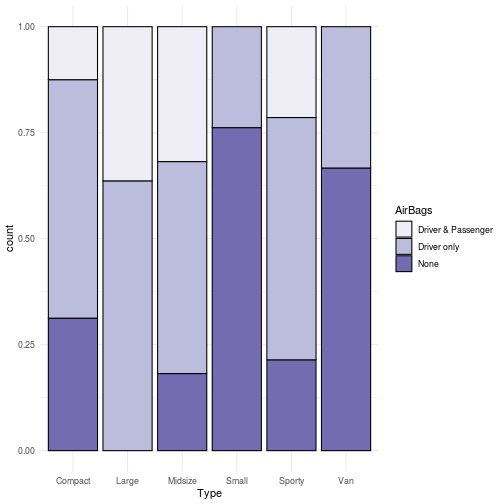 1.00
0.75
0.50
0.25
0.00
count
Compact Large Midsize Small Sporty Van
Type
AirBags
Driver & Passenger
Driver only
None